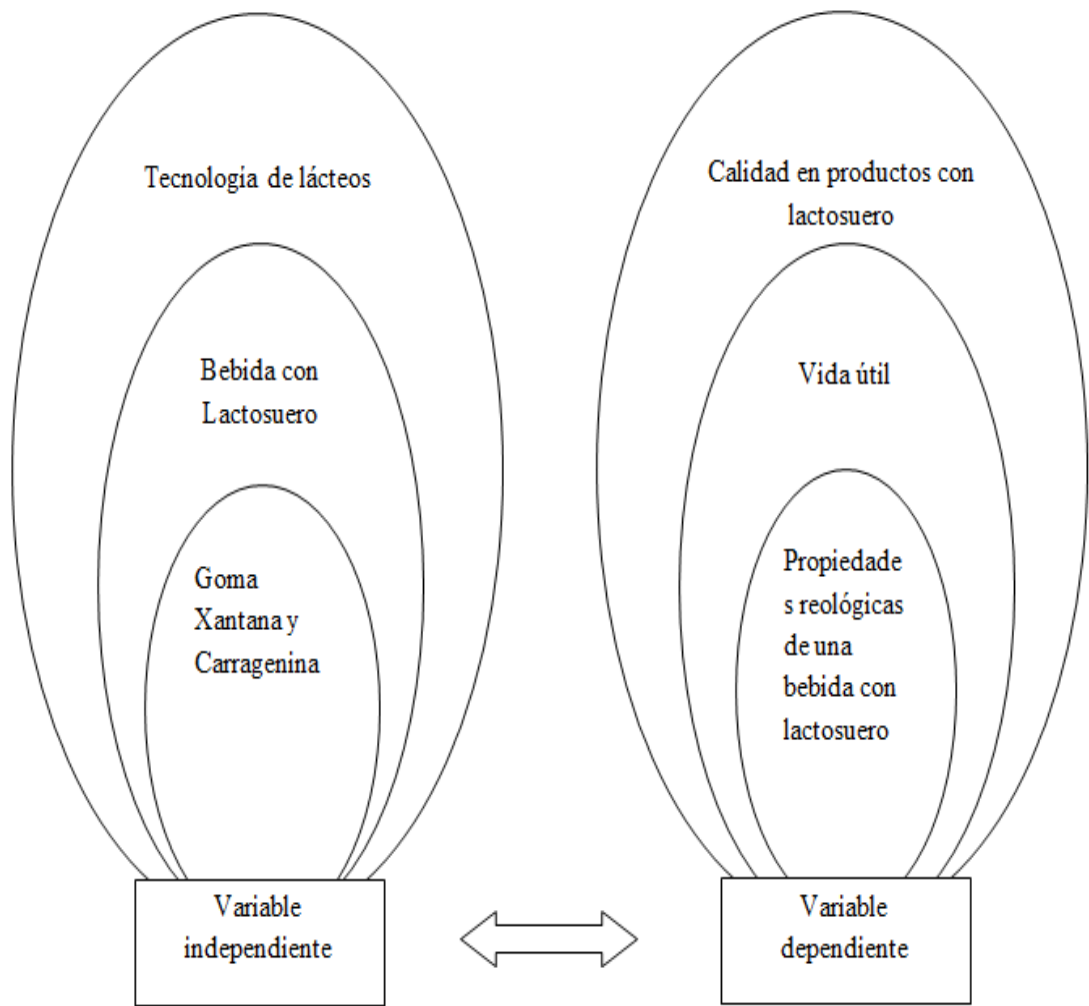 Tecnología de lácteos
Bebida con
Lactosuero
Goma
Xantana y
Carragenina
Variable
independiente
Calidad en productos con
lactosuero
Vida útil
Propiedade
s reológicas
de una
bebida con
lactosuero
Variable
dependiente